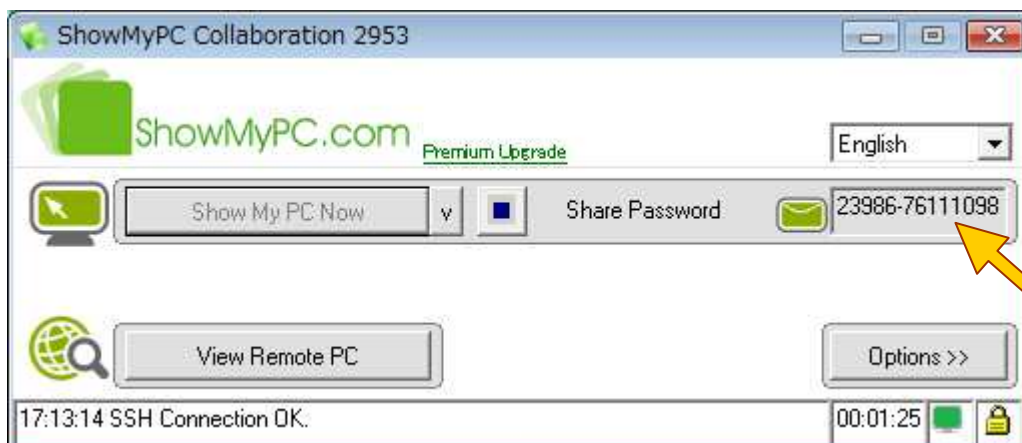 ShowMyPC Collaboration 2953
ShowMyPC.com
Premium Upgrade
English
Show My PC Now
v
Share Password
23986-76111098
View Remote PC
Options >>
17:13:14 SSH Connection OK.
00:01:25